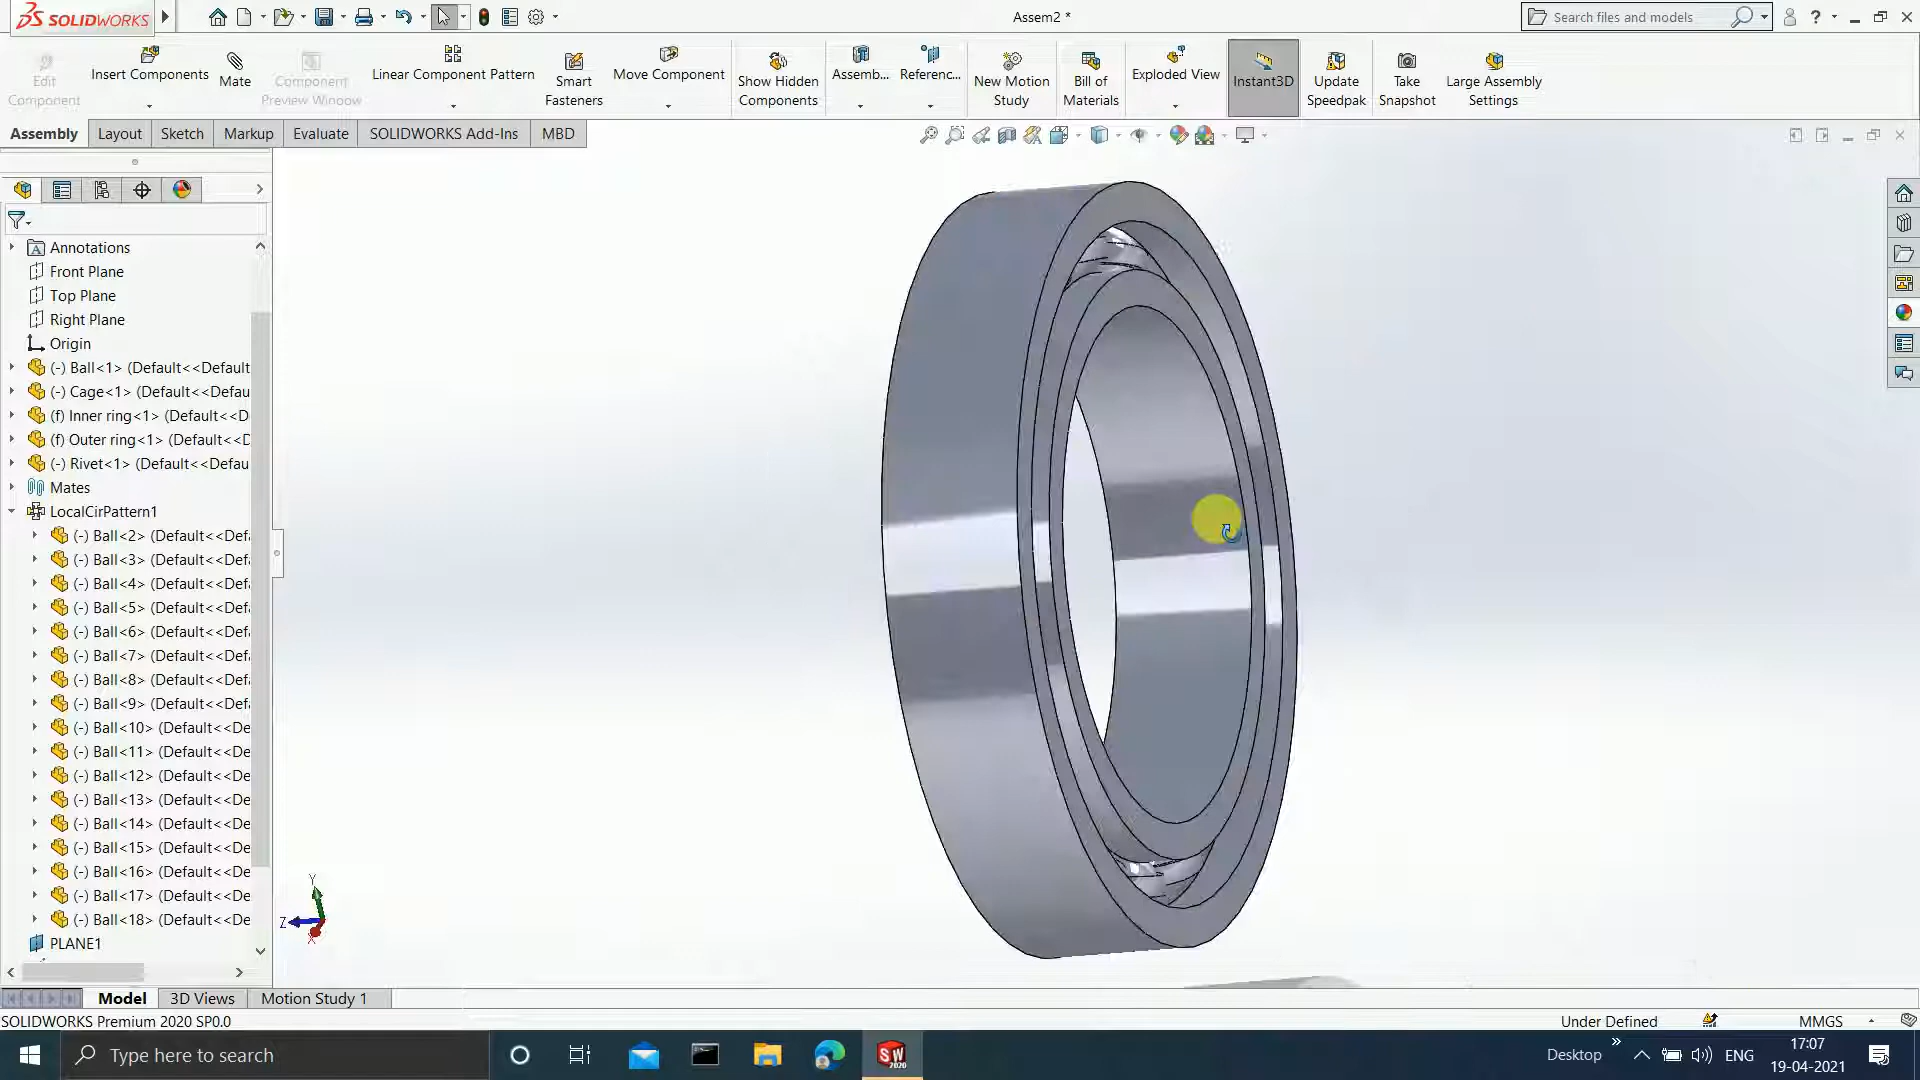 SOLIDWORKS
Assem2 *
Search files and models
Edit Component
Insert Components
Mate
Component Preview Window
Linear Component Pattern
Smart Fasteners
Move Component
Show Hidden Components
Assemb...
Referenc...
New Motion Study
Bill of Materials
Exploded View
Instant3D
Update Speedpak
Take Snapshot
Large Assembly Settings
Assembly
Layout
Sketch
Markup
Evaluate
SOLIDWORKS Add-Ins
MBD
Annotations
Front Plane
Top Plane
Right Plane
Origin
(-) Ball<1> (Default<<Default
(-) Cage<1> (Default<<Defau
(f) Inner ring<1> (Default<<D
(f) Outer ring<1> (Default<<D
(-) Rivet<1> (Default<<Defau
Mates
LocalCirPattern1
(-) Ball<2> (Default<<Def
(-) Ball<3> (Default<<Def
(-) Ball<4> (Default<<Def
(-) Ball<5> (Default<<Def
(-) Ball<6> (Default<<Def
(-) Ball<7> (Default<<Def
(-) Ball<8> (Default<<Def
(-) Ball<9> (Default<<Def
(-) Ball<10> (Default<<De
(-) Ball<11> (Default<<De
(-) Ball<12> (Default<<De
(-) Ball<13> (Default<<De
(-) Ball<14> (Default<<De
(-) Ball<15> (Default<<De
(-) Ball<16> (Default<<De
(-) Ball<17> (Default<<De
(-) Ball<18> (Default<<De
PLANE1
Y
Z
X
Model
3D Views
Motion Study 1
SOLIDWORKS Premium 2020 SP0.0
Under Defined
MMGS
Type here to search
SW 2020
Desktop
ENG
17:07
19-04-2021